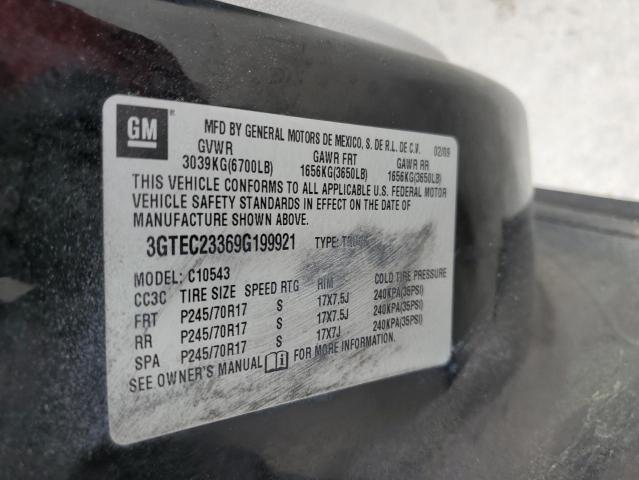 GM
MFD BY GENERAL MOTORS DE MEXICO, S. DE R.L. DE C.V. 02/09
GVWR GAWR FRT GAWR RR
3039KG(6700LB) 1656KG(3650LB) 1656KG(3650LB)
THIS VEHICLE CONFORMS TO ALL APPLICABLE U.S. FEDERAL MOTOR
VEHICLE SAFETY STANDARDS IN EFFECT ON THE DATE OF
MANUFACTURE SHOWN ABOVE.
3GTEC23369G199921 TYPE: TRUCK
MODEL: C10543
CC3C TIRE SIZE SPEED RTG RIM COLD TIRE PRESSURE
FRT P245/70R17 S 17X7.5J 240KPA(35PSI)
RR P245/70R17 S 17X7.5J 240KPA(35PSI)
SPA P245/70R17 S 17X7J 240KPA(35PSI)
SEE OWNER'S MANUAL FOR MORE INFORMATION.